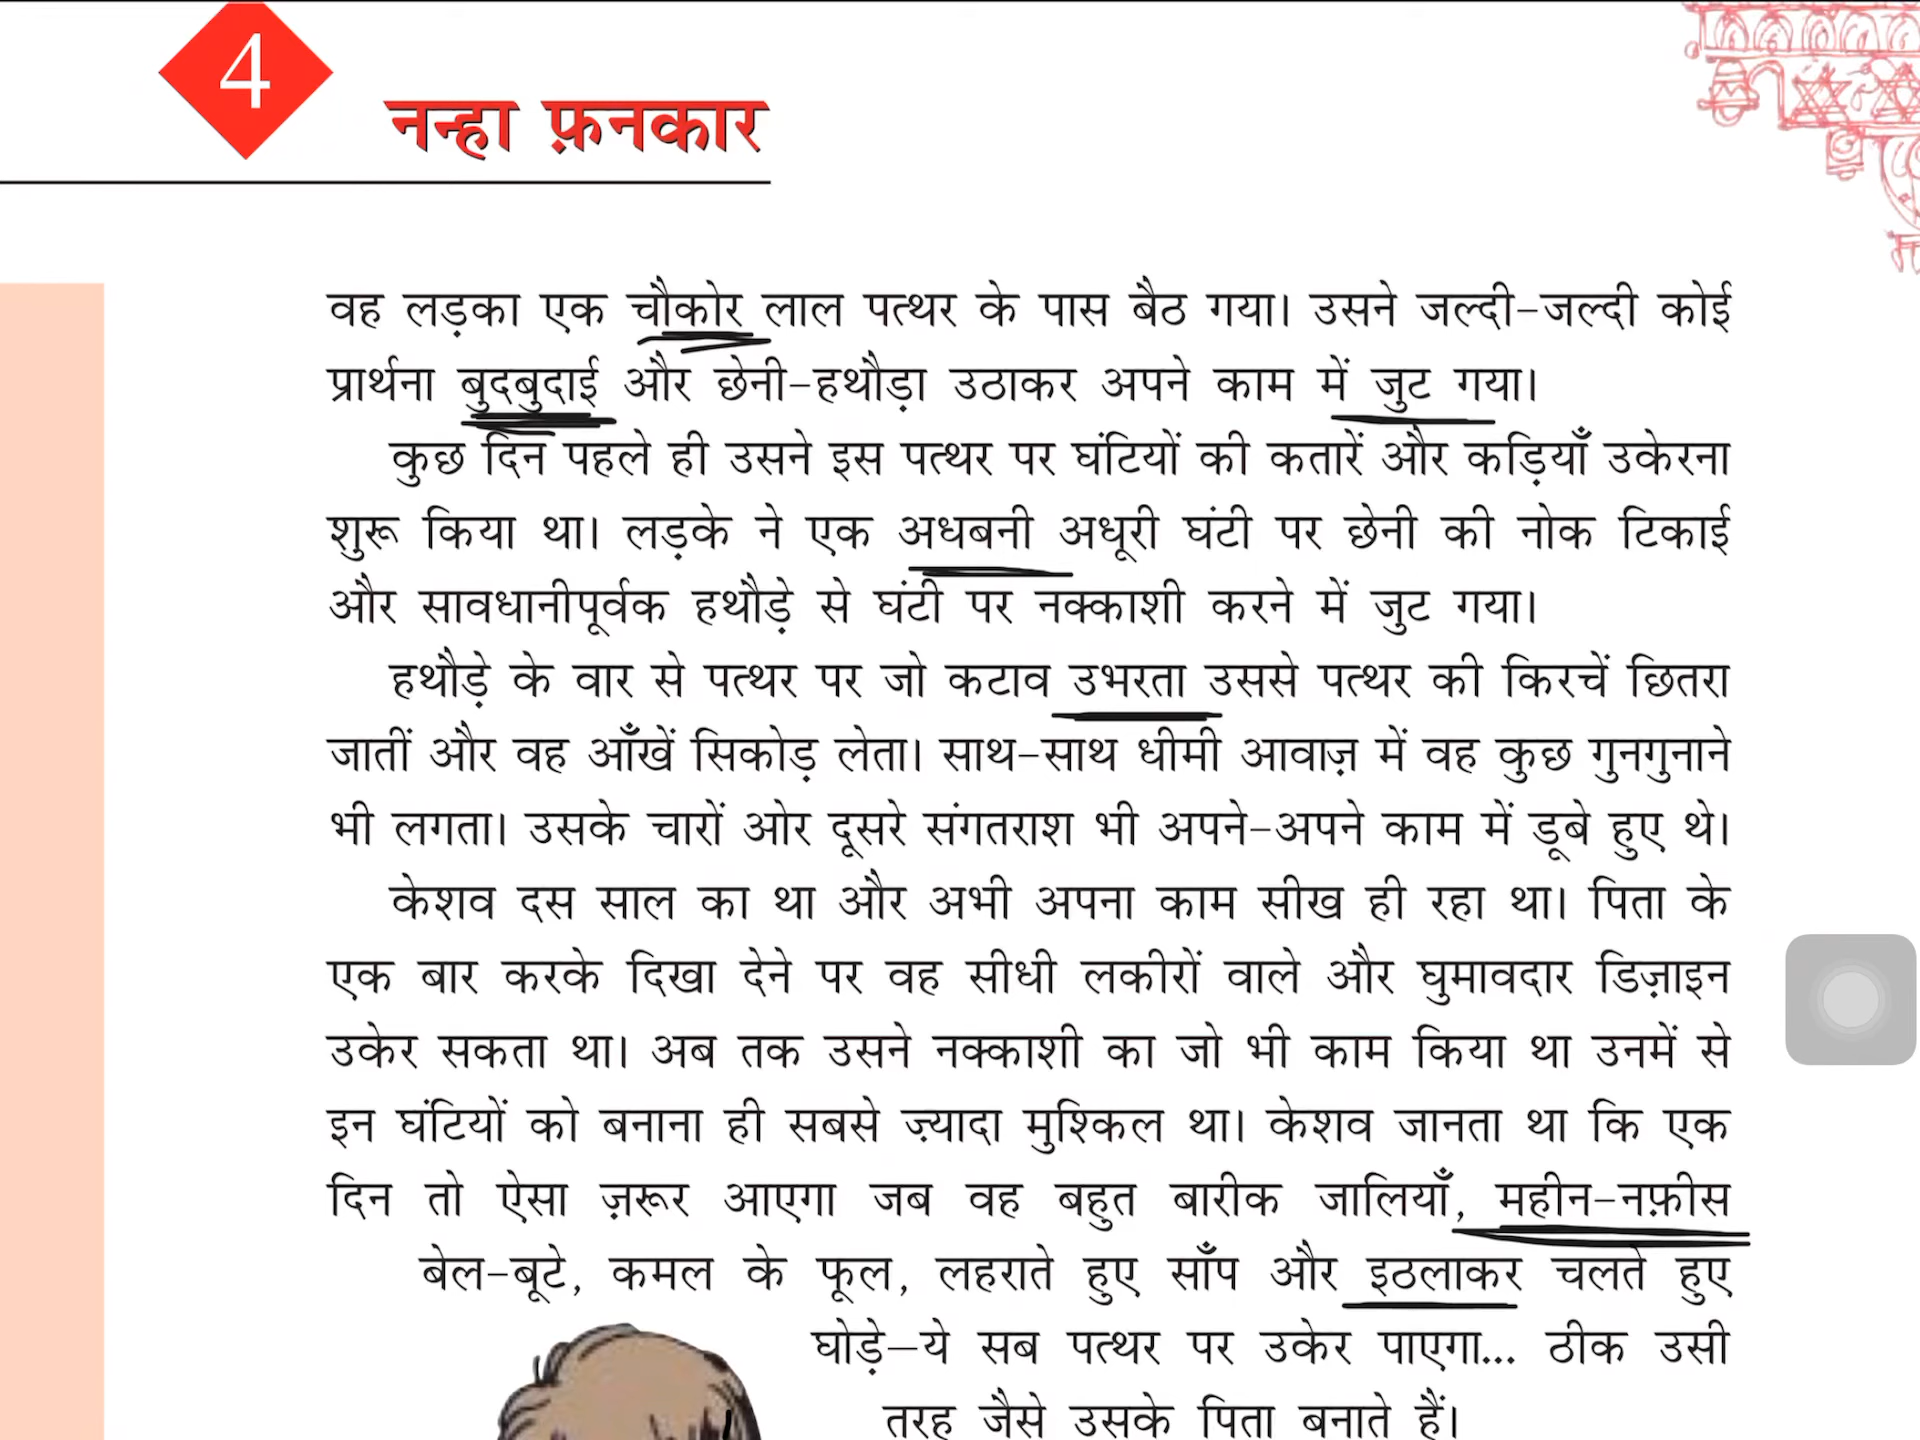 4
नन्हा फ़नकार
वह लड़का एक चौकोर लाल पत्थर के पास बैठ गया। उसने जल्दी-जल्दी कोई
प्रार्थना बुदबुदाई और छेनी-हथौड़ा उठाकर अपने काम में जुट गया।
कुछ दिन पहले ही उसने इस पत्थर पर घंटियों की कतारें और कड़ियाँ उकेरना
शुरू किया था। लड़के ने एक अधबनी अधूरी घंटी पर छेनी की नोक टिकाई
और सावधानीपूर्वक हथौड़े से घंटी पर नक्काशी करने में जुट गया।
हथौड़े के वार से पत्थर पर जो कटाव उभरता उससे पत्थर की किरचें छितरा
जातीं और वह आँखें सिकोड़ लेता। साथ-साथ धीमी आवाज़ में वह कुछ गुनगुनाने
भी लगता। उसके चारों ओर दूसरे संगतराश भी अपने-अपने काम में डूबे हुए थे।
केशव दस साल का था और अभी अपना काम सीख ही रहा था। पिता के
एक बार करके दिखा देने पर वह सीधी लकीरों वाले और घुमावदार डिज़ाइन
उकेर सकता था। अब तक उसने नक्काशी का जो भी काम किया था उनमें से
इन घंटियों को बनाना ही सबसे ज़्यादा मुश्किल था। केशव जानता था कि एक
दिन तो ऐसा ज़रूर आएगा जब वह बहुत बारीक जालियाँ, महीन-नफ़ीस
बेल-बूटे, कमल के फूल, लहराते हुए साँप और इठलाकर चलते हुए
घोड़े–ये सब पत्थर पर उकेर पाएगा... ठीक उसी
तरह जैसे उसके पिता बनाते हैं।